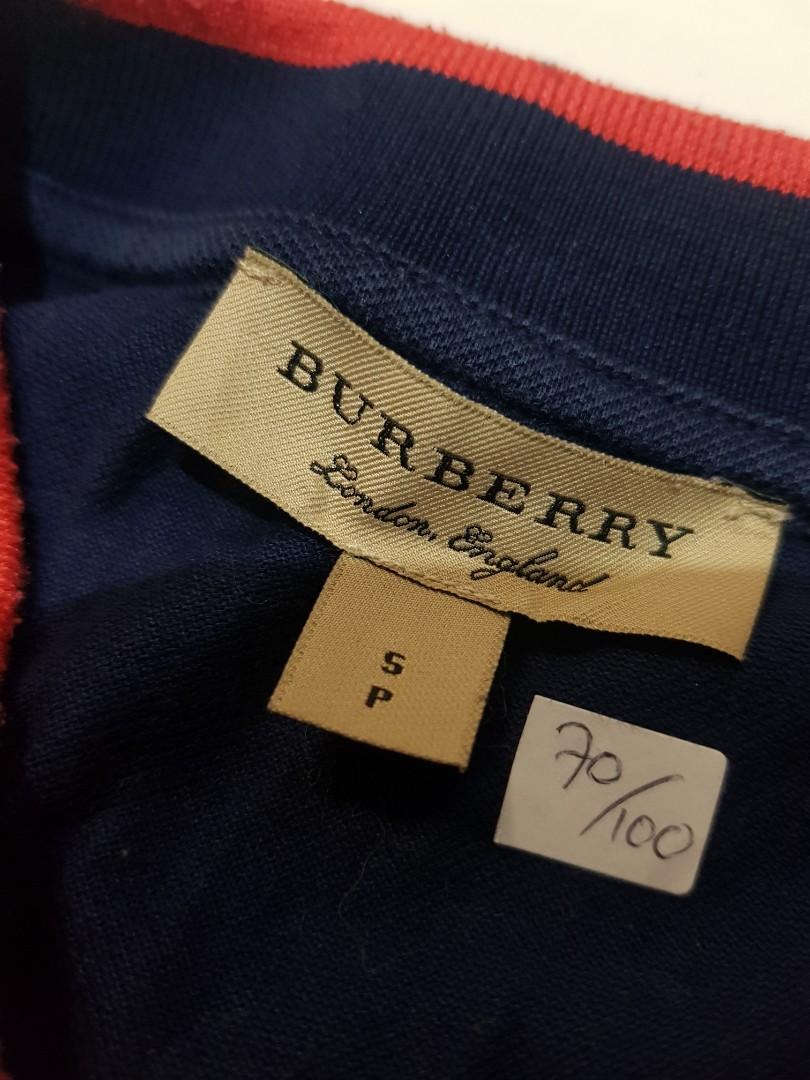 BURBERRY
London, England
S
P
70/100